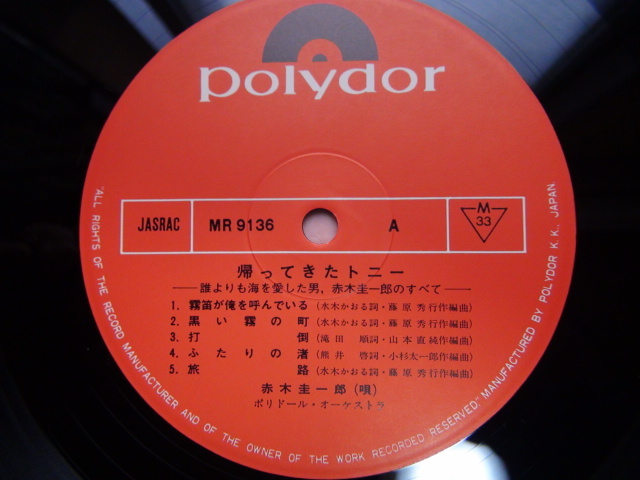 polydor
JASRAC MR 9136 A M 33
帰ってきたトニー
──誰よりも海を愛した男，赤木圭一郎のすべて──
1. 霧笛が俺を呼んでいる（水木かおる詞・藤原秀行作編曲）
2. 黒い霧の町（水木かおる詞・藤原秀行作編曲）
3. 打倒（滝田順詞・山本直純作編曲）
4. ふたりの渚（熊井啓詞・小杉太一郎作編曲）
5. 旅路（水木かおる詞・藤原秀行作編曲）
赤木圭一郎（唄）
ポリドール・オーケストラ
"ALL RIGHTS OF THE RECORD MANUFACTURER AND OF THE OWNER OF THE WORK RECORDED RESERVED." MANUFACTURED BY POLYDOR K.K., JAPAN.